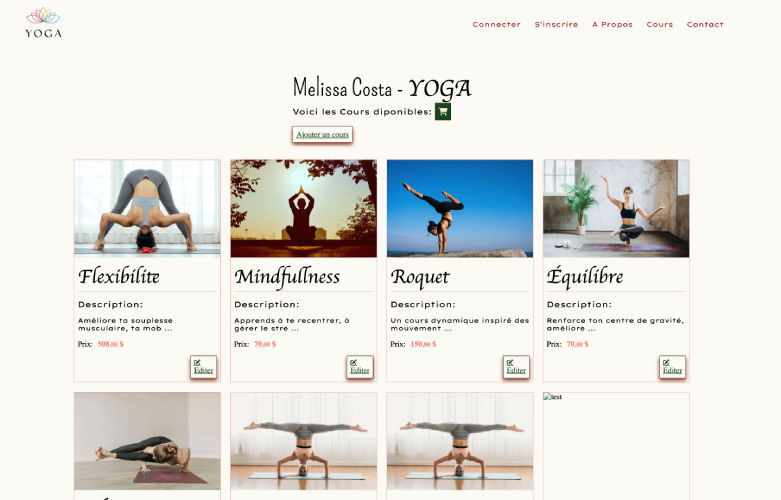 YOGA
Connecter S'inscrire A Propos Cours Contact
Melissa Costa - YOGA
Voici les Cours diponibles:
Ajouter un cours
Flexibilite
Description:
Améliore ta souplesse
musculaire, ta mob ...
Prix: 508,00 $
Editer
Mindfullness
Description:
Apprends à te recentrer, à
gérer le stre ...
Prix: 70,00 $
Editer
Roquet
Description:
Un cours dynamique inspiré des
mouvement ...
Prix: 150,00 $
Editer
Équilibre
Description:
Renforce ton centre de gravité,
améliore ...
Prix: 70,00 $
Editer
test